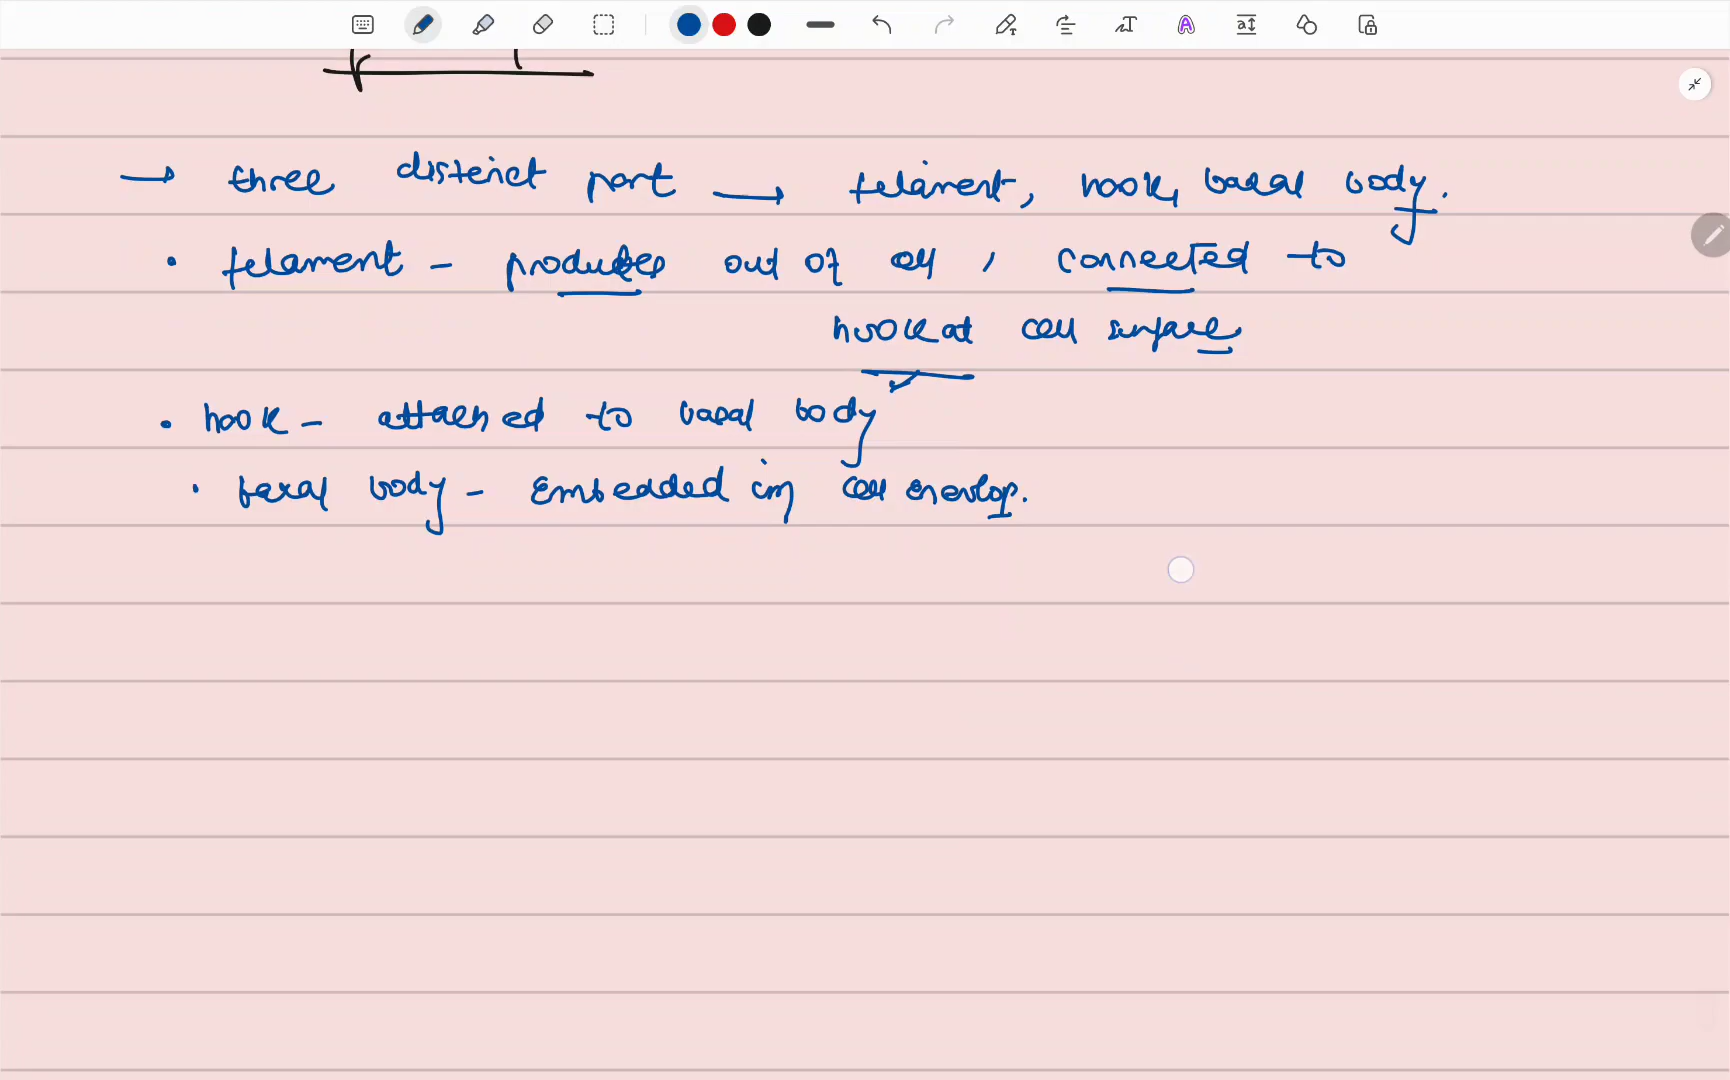 → three distinct part → filament, hook, basal body.
• filament - produces out of cell, connected to
hook at cell surface
• hook - attached to basal body
• basal body - Embedded in cell envelop.